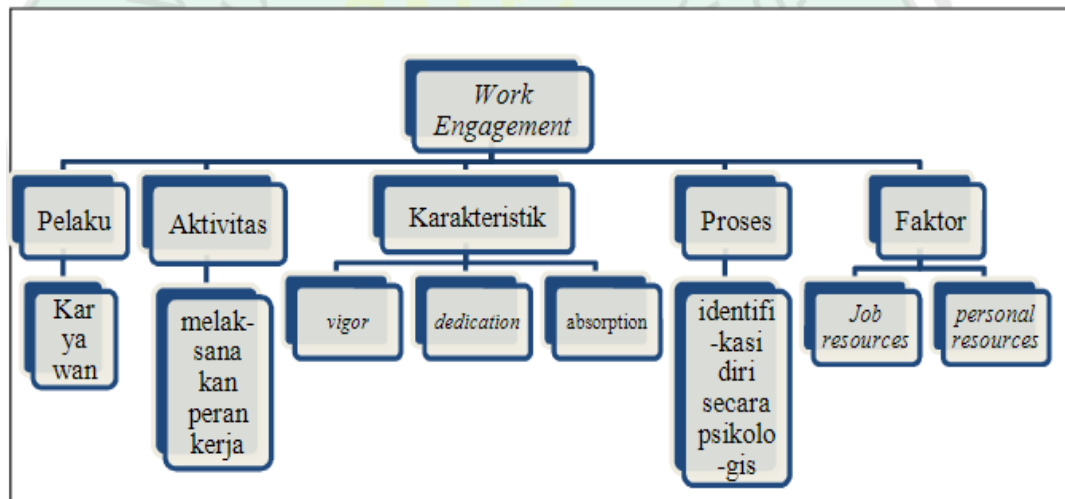 Work
Engagement
Pelaku
Aktivitas
Karakteristik
Proses
Faktor
Kar
ya
wan
melak-
sana
kan
peran
kerja
vigor
dedication
absorption
identifi
-kasi
diri
secara
psikolo
-gis
Job
resources
personal
resources